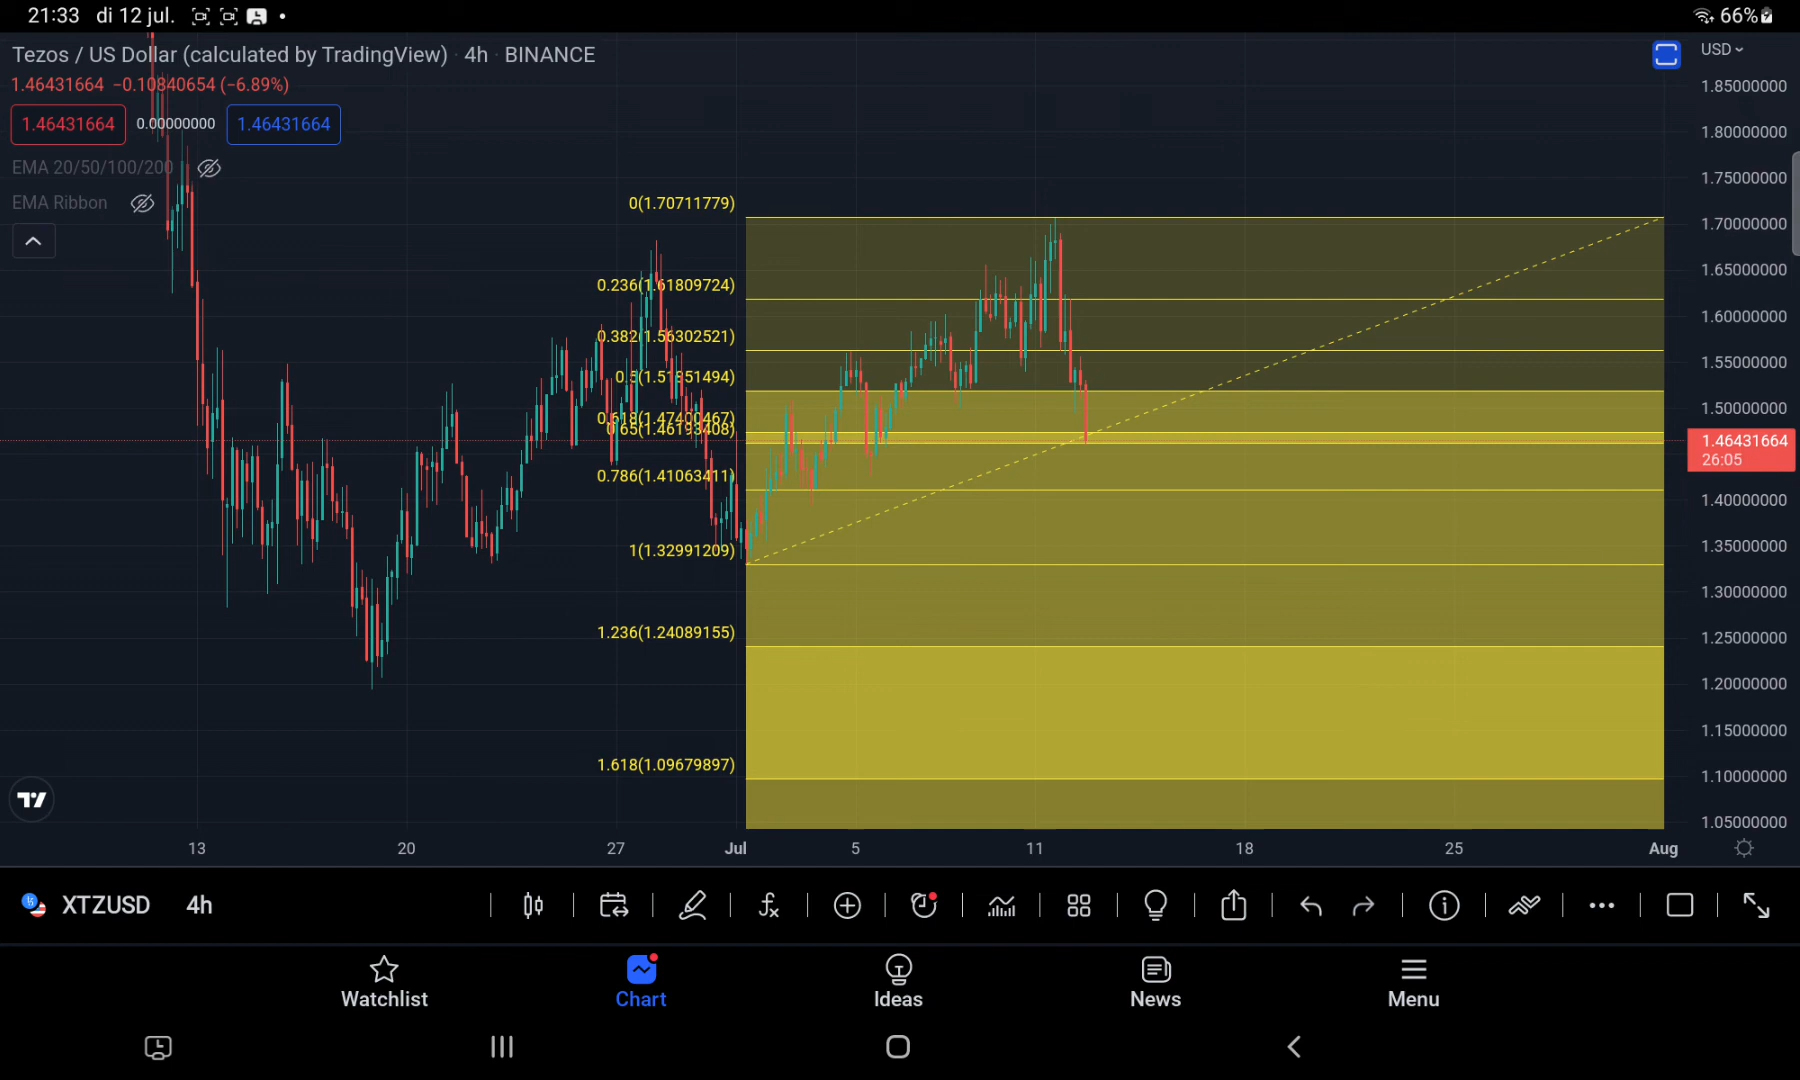 21:33 di 12 jul. 66%
Tezos / US Dollar (calculated by TradingView) · 4h · BINANCE
USD
1.46431664 −0.10840654 (−6.89%)
1.46431664 0.00000000 1.46431664
EMA 20/50/100/200
EMA Ribbon
0(1.70711779)
0.236(1.61809724)
0.382(1.56302521)
0.5(1.51851494)
0.618(1.47400467)
0.65(1.46193408)
0.786(1.41063411)
1(1.32991209)
1.236(1.24089155)
1.618(1.09679897)
1.85000000
1.80000000
1.75000000
1.70000000
1.65000000
1.60000000
1.55000000
1.50000000
1.46431664
26:05
1.40000000
1.35000000
1.30000000
1.25000000
1.20000000
1.15000000
1.10000000
1.05000000
13 20 27 Jul 5 11 18 25 Aug
XTZUSD 4h
Watchlist Chart Ideas News Menu